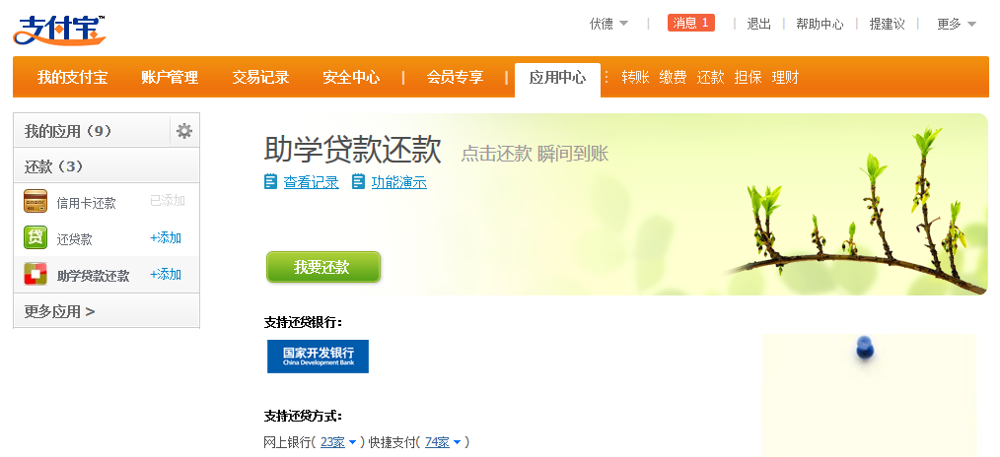 支付宝™
伏德 | 消息 1 | 退出 | 帮助中心 | 提建议 | 更多
我的支付宝 账户管理 交易记录 安全中心 | 会员专享 | 应用中心 转账 缴费 还款 担保 理财
我的应用（9）
还款（3）
信用卡还款 已添加
还贷款 +添加
助学贷款还款 +添加
更多应用 >
助学贷款还款 点击还款 瞬间到账
查看记录 功能演示
我要还款
支持还贷银行：
国家开发银行
China Development Bank
支持还贷方式：
网上银行( 23家 ) 快捷支付( 74家 )
贷